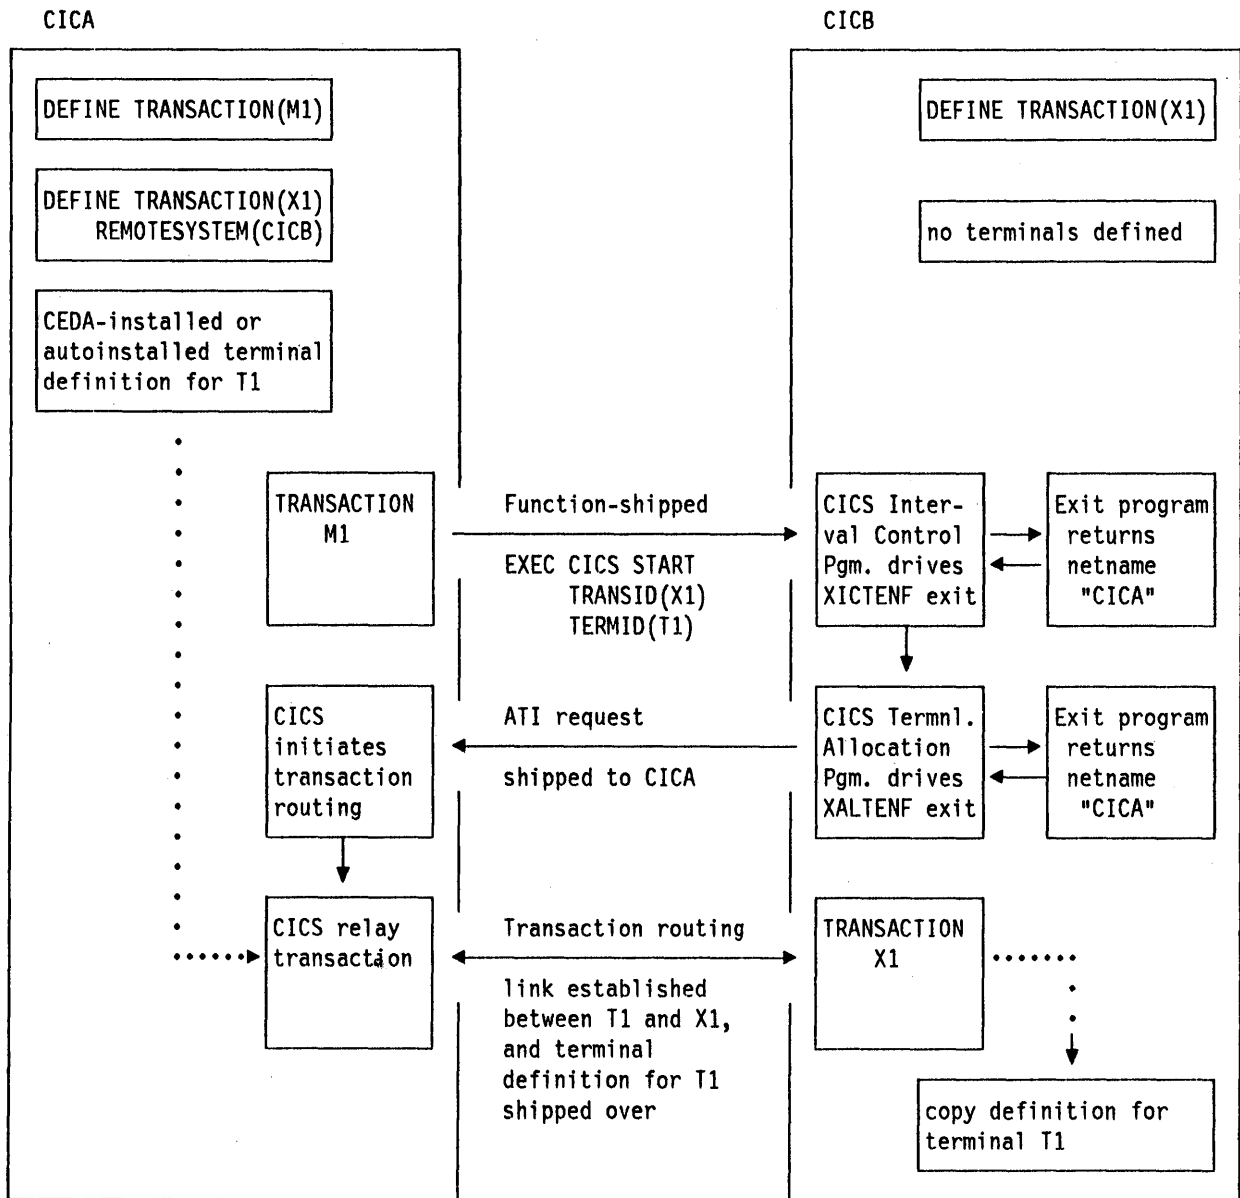 CICA
CICB
DEFINE TRANSACTION(M1)
DEFINE TRANSACTION(X1)
DEFINE TRANSACTION(X1)
REMOTESYSTEM(CICB)
no terminals defined
CEDA-installed or
autoinstalled terminal
definition for T1
TRANSACTION
M1
Function-shipped
EXEC CICS START
TRANSID(X1)
TERMID(T1)
CICS Inter-
val Control
Pgm. drives
XICTENF exit
Exit program
returns
netname
"CICA"
CICS
initiates
transaction
routing
ATI request
shipped to CICA
CICS Termnl.
Allocation
Pgm. drives
XALTENF exit
Exit program
returns
netname
"CICA"
CICS relay
transaction
Transaction routing
link established
between T1 and X1,
and terminal
definition for T1
shipped over
TRANSACTION
X1
copy definition for
terminal T1